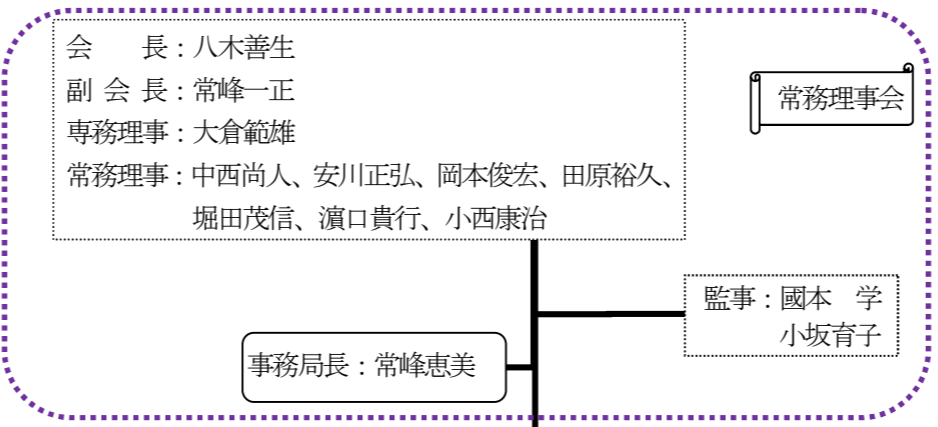 会　　長：八木善生
副 会 長：常峰一正
専務理事：大倉範雄
常務理事：中西尚人、安川正弘、岡本俊宏、田原裕久、
堀田茂信、濵口貴行、小西康治
常務理事会
監事：國本　学
小坂育子
事務局長：常峰恵美